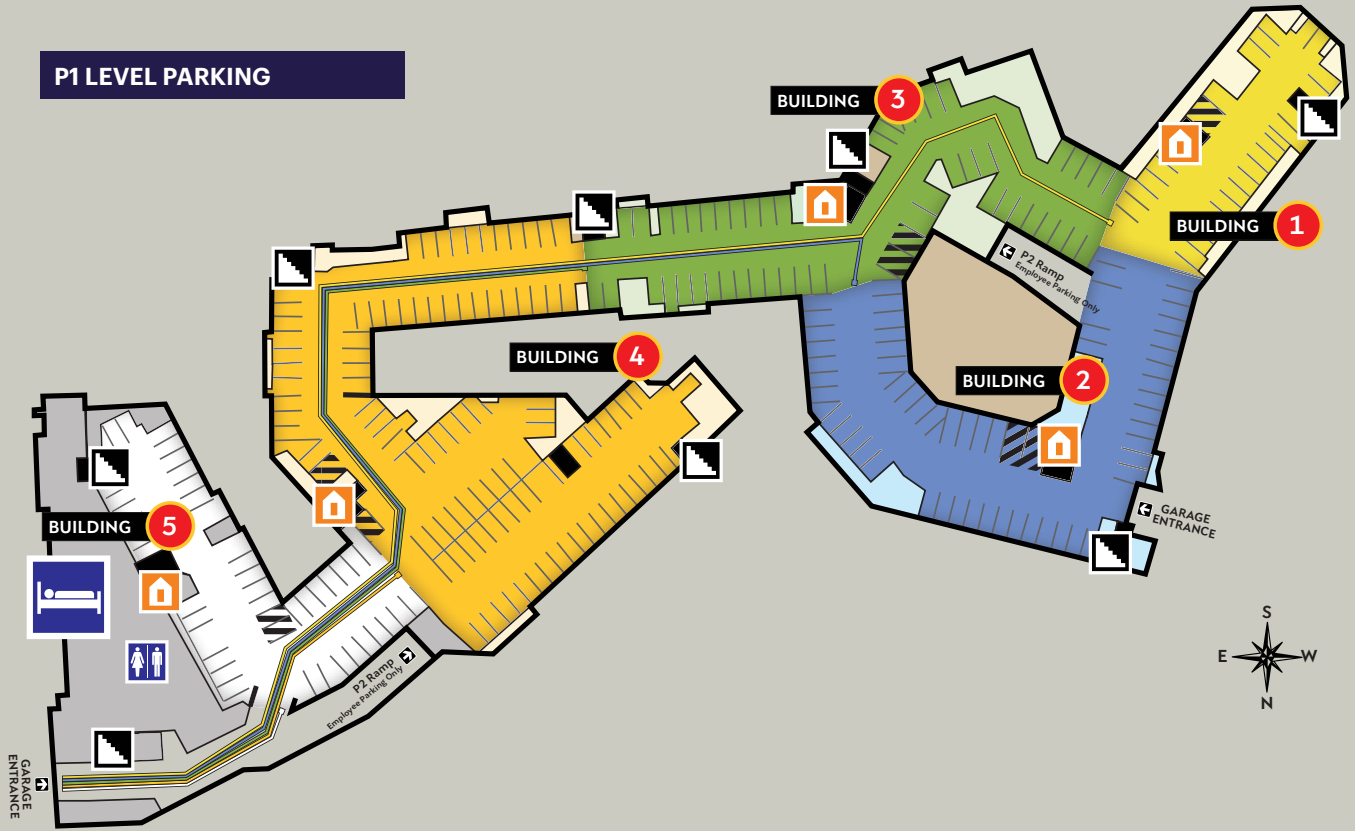 P1 LEVEL PARKING
BUILDING 3
BUILDING 1
P2 Ramp
Employee Parking Only
BUILDING 4
BUILDING 2
GARAGE
ENTRANCE
BUILDING 5
P2 Ramp
Employee Parking Only
GARAGE
ENTRANCE
S
E W
N